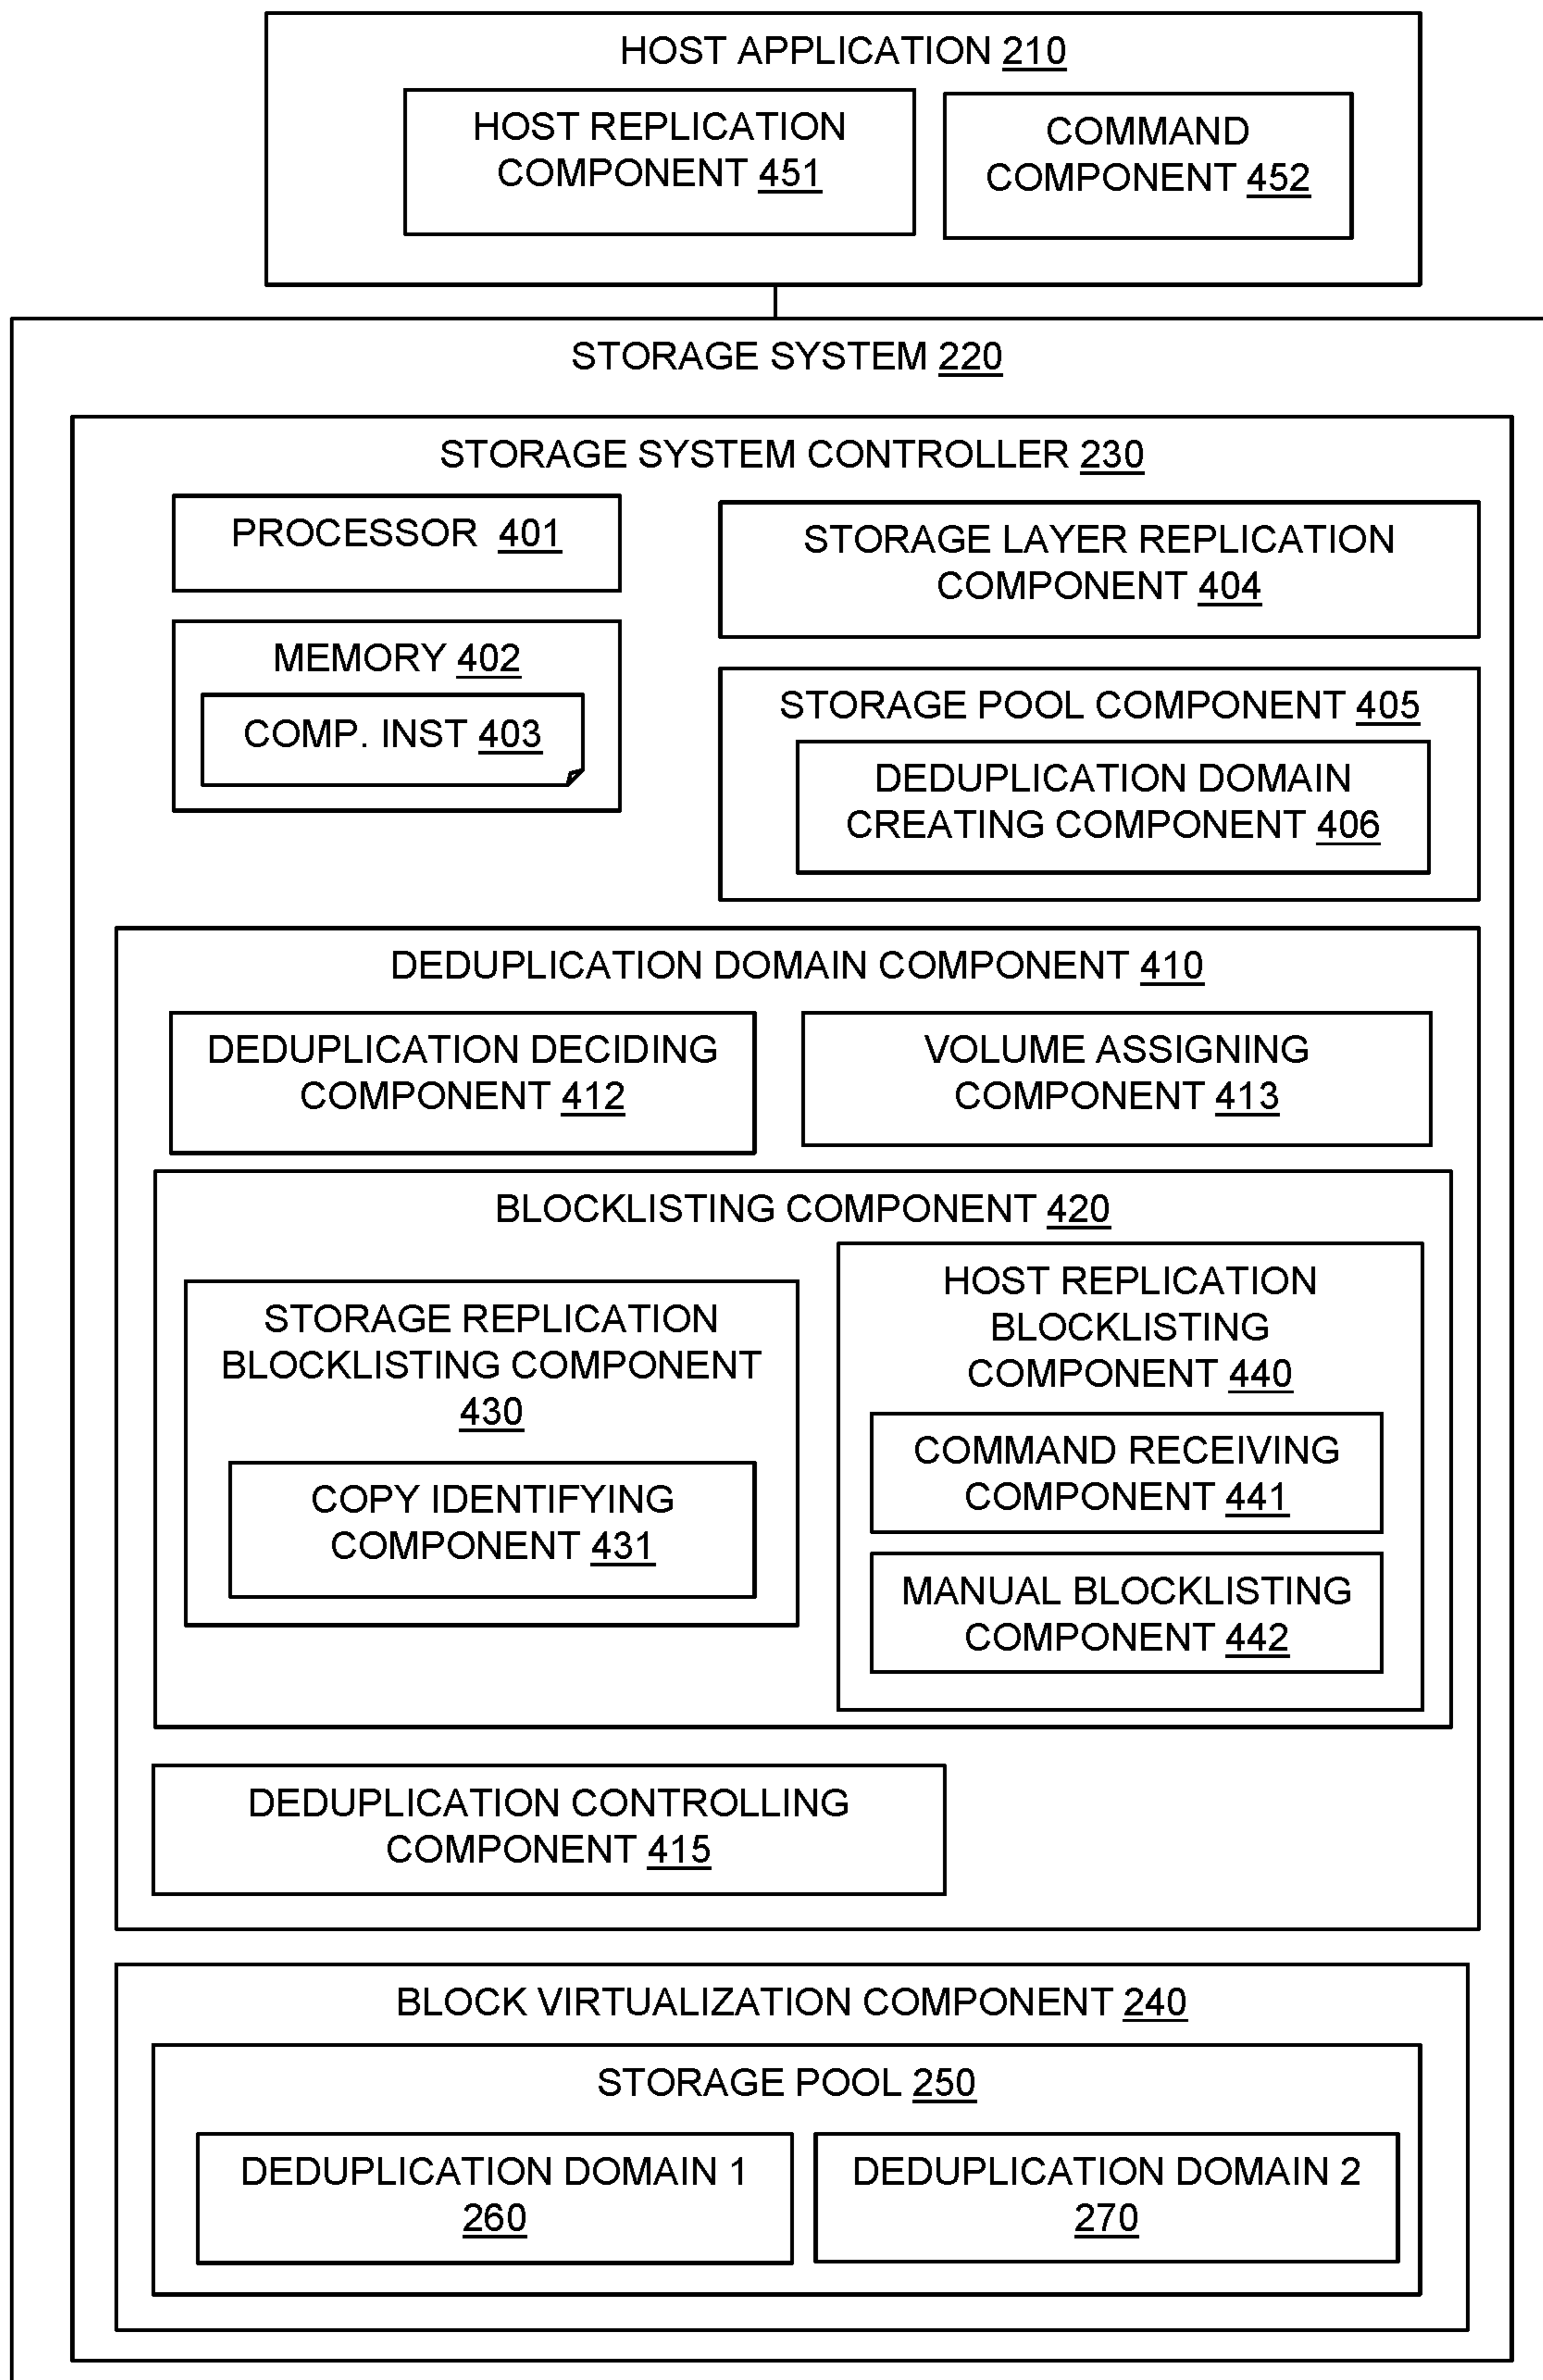 HOST APPLICATION 210
HOST REPLICATION
COMPONENT 451
COMMAND
COMPONENT 452
STORAGE SYSTEM 220
STORAGE SYSTEM CONTROLLER 230
PROCESSOR 401
MEMORY 402
COMP. INST 403
STORAGE LAYER REPLICATION
COMPONENT 404
STORAGE POOL COMPONENT 405
DEDUPLICATION DOMAIN
CREATING COMPONENT 406
DEDUPLICATION DOMAIN COMPONENT 410
DEDUPLICATION DECIDING
COMPONENT 412
VOLUME ASSIGNING
COMPONENT 413
BLOCKLISTING COMPONENT 420
STORAGE REPLICATION
BLOCKLISTING COMPONENT
430
COPY IDENTIFYING
COMPONENT 431
HOST REPLICATION
BLOCKLISTING
COMPONENT 440
COMMAND RECEIVING
COMPONENT 441
MANUAL BLOCKLISTING
COMPONENT 442
DEDUPLICATION CONTROLLING
COMPONENT 415
BLOCK VIRTUALIZATION COMPONENT 240
STORAGE POOL 250
DEDUPLICATION DOMAIN 1
260
DEDUPLICATION DOMAIN 2
270